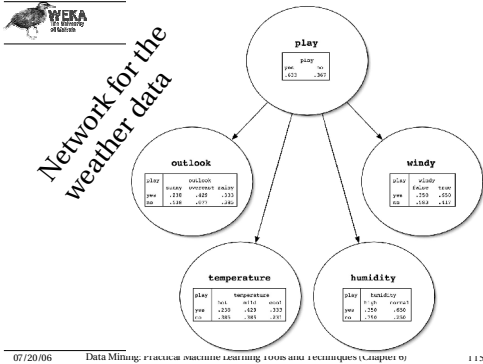 WEKA
The University
of Waikato
Network for the
weather data
play
play
yes no
.633 .367
outlook
play outlook
sunny overcast rainy
yes .238 .429 .333
no .538 .077 .385
windy
play windy
false true
yes .350 .650
no .583 .417
temperature
play temperature
hot mild cool
yes .238 .429 .333
no .385 .385 .231
humidity
play humidity
high normal
yes .350 .650
no .750 .250
07/20/06 Data Mining: Practical Machine Learning Tools and Techniques (Chapter 6) 115